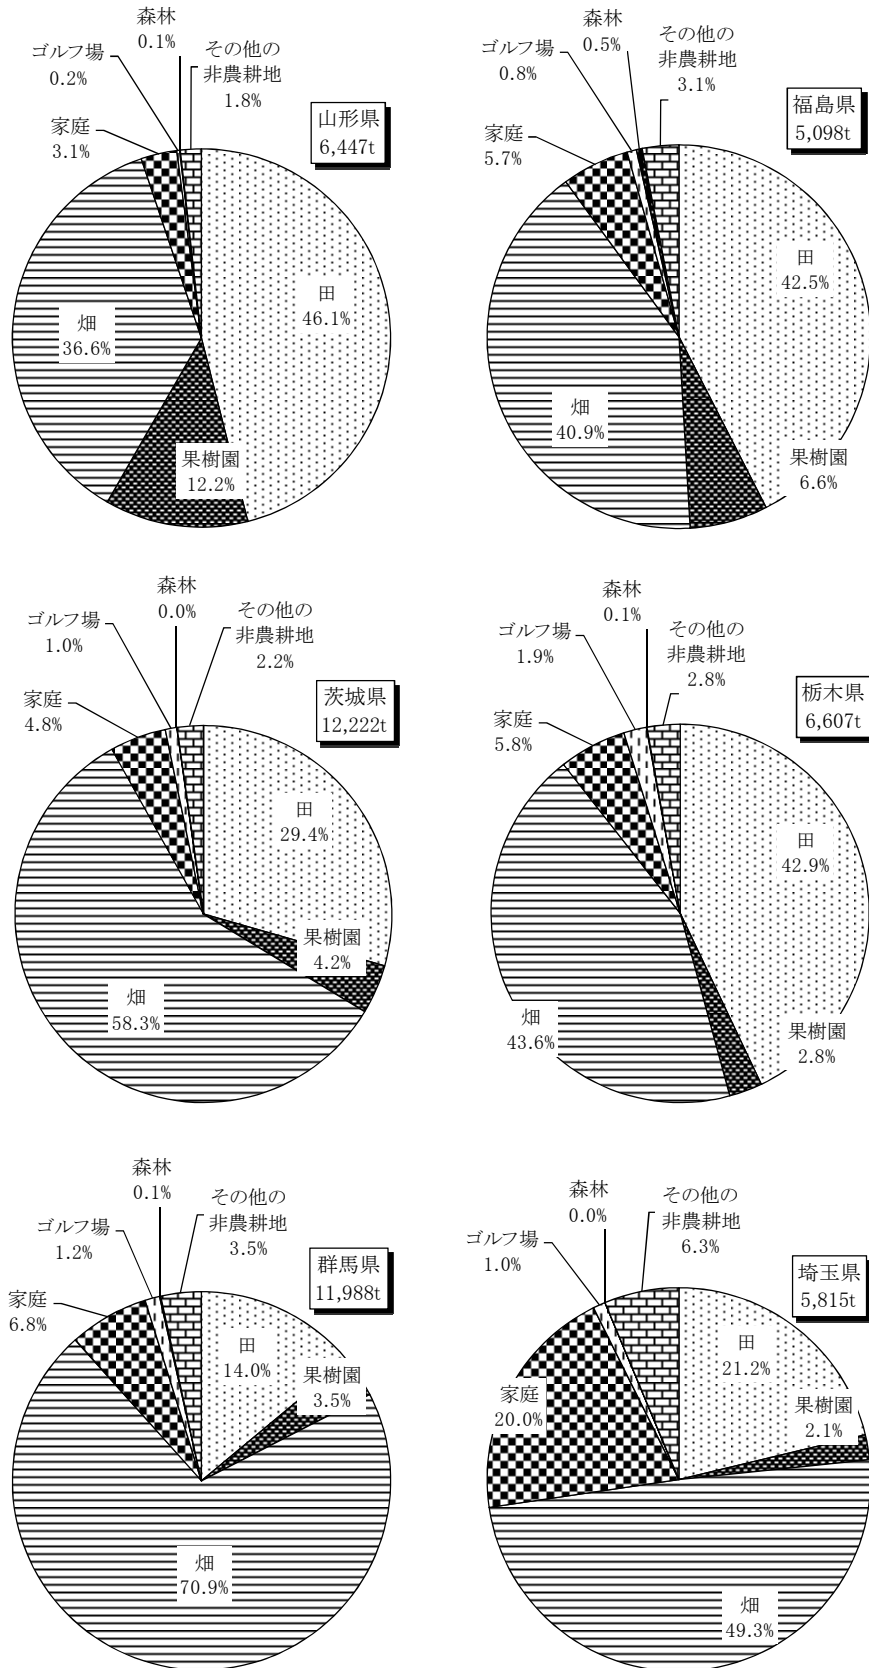 森林
0.1%
ゴルフ場
0.2%
その他の
非農耕地
1.8%
家庭
3.1%
山形県
6,447t
田
46.1%
畑
36.6%
果樹園
12.2%
森林
0.5%
ゴルフ場
0.8%
その他の
非農耕地
3.1%
家庭
5.7%
福島県
5,098t
田
42.5%
畑
40.9%
果樹園
6.6%
森林
0.0%
ゴルフ場
1.0%
その他の
非農耕地
2.2%
家庭
4.8%
茨城県
12,222t
田
29.4%
果樹園
4.2%
畑
58.3%
森林
0.1%
ゴルフ場
1.9%
その他の
非農耕地
2.8%
家庭
5.8%
栃木県
6,607t
田
42.9%
畑
43.6%
果樹園
2.8%
森林
0.1%
ゴルフ場
1.2%
その他の
非農耕地
3.5%
家庭
6.8%
群馬県
11,988t
田
14.0%
果樹園
3.5%
畑
70.9%
森林
0.0%
ゴルフ場
1.0%
その他の
非農耕地
6.3%
埼玉県
5,815t
田
21.2%
家庭
20.0%
果樹園
2.1%
畑
49.3%